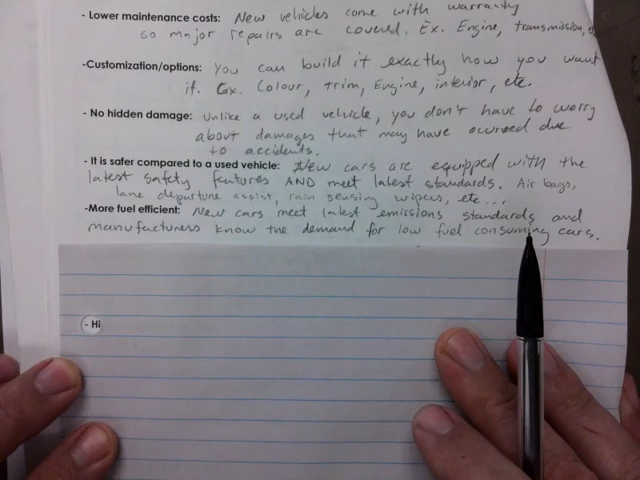 - Lower maintenance costs: New vehicles come with warranty
so major repairs are covered. Ex. Engine, transmission,
-Customization/options: You can build it exactly how you want
it. Ex. Colour, Trim, Engine, interior, etc.
- No hidden damage: Unlike a used vehicle, you don't have to worry
about damages that may have occurred due
to accidents.
- It is safer compared to a used vehicle: New cars are equipped with the
latest safety features AND meet latest standards. Air bags,
lane departure assist, rain sensing wipers, etc...
-More fuel efficient: New cars meet latest emissions standards and
manufacturers know the demand for low fuel consuming cars.
- Hi